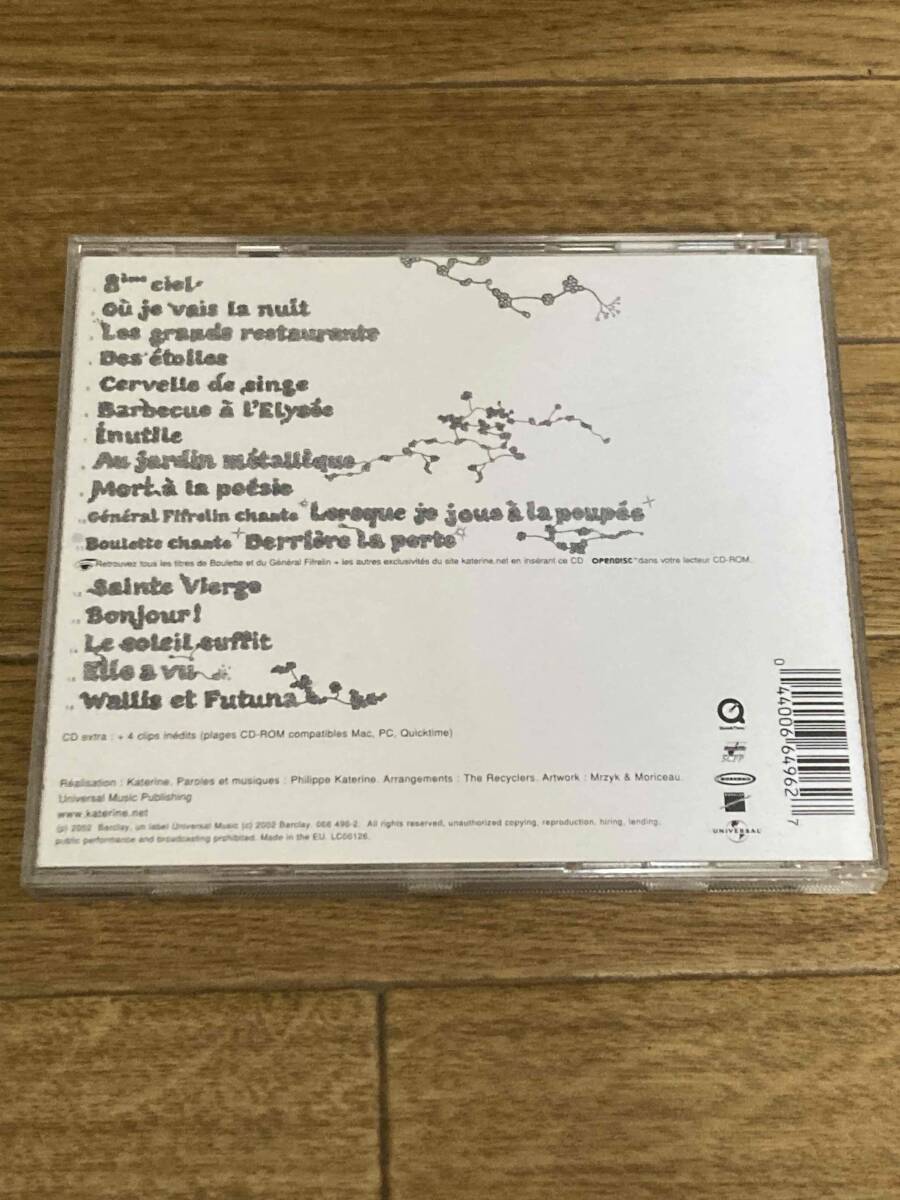 8ème ciel
Où je vais la nuit
Les grands restaurants
Des étoiles
Cervelle de singe
Barbecue à l'Elysée
Inutile
Au jardin métallique
Mort à la poésie
Général Fifrelin chante "Lorsque je joue à la poupée"
Boulette chante "Derrière la porte"
Retrouvez tous les titres de Boulette et du Général Fifrelin + les autres exclusivités du site katerine.net en insérant ce CD OPENDISC™ dans votre lecteur CD-ROM.
Sainte Vierge
Bonjour!
Le soleil suffit
Elle a vu
Wallis et Futuna
CD extra : + 4 clips inédits (plages CD-ROM compatibles Mac, PC, Quicktime)
Réalisation : Katerine. Paroles et musiques : Philippe Katerine. Arrangements : The Recyclers. Artwork : Mrzyk & Moriceau.
Universal Music Publishing
www.katerine.net
(p) 2002 Barclay, un label Universal Music (c) 2002 Barclay. 066 496-2. All rights reserved, unauthorized copying, reproduction, hiring, lending,
public performance and broadcasting prohibited. Made in the EU. LC00126.
QuickTime
SCPP
UNIVERSAL
0 44006 64962 7